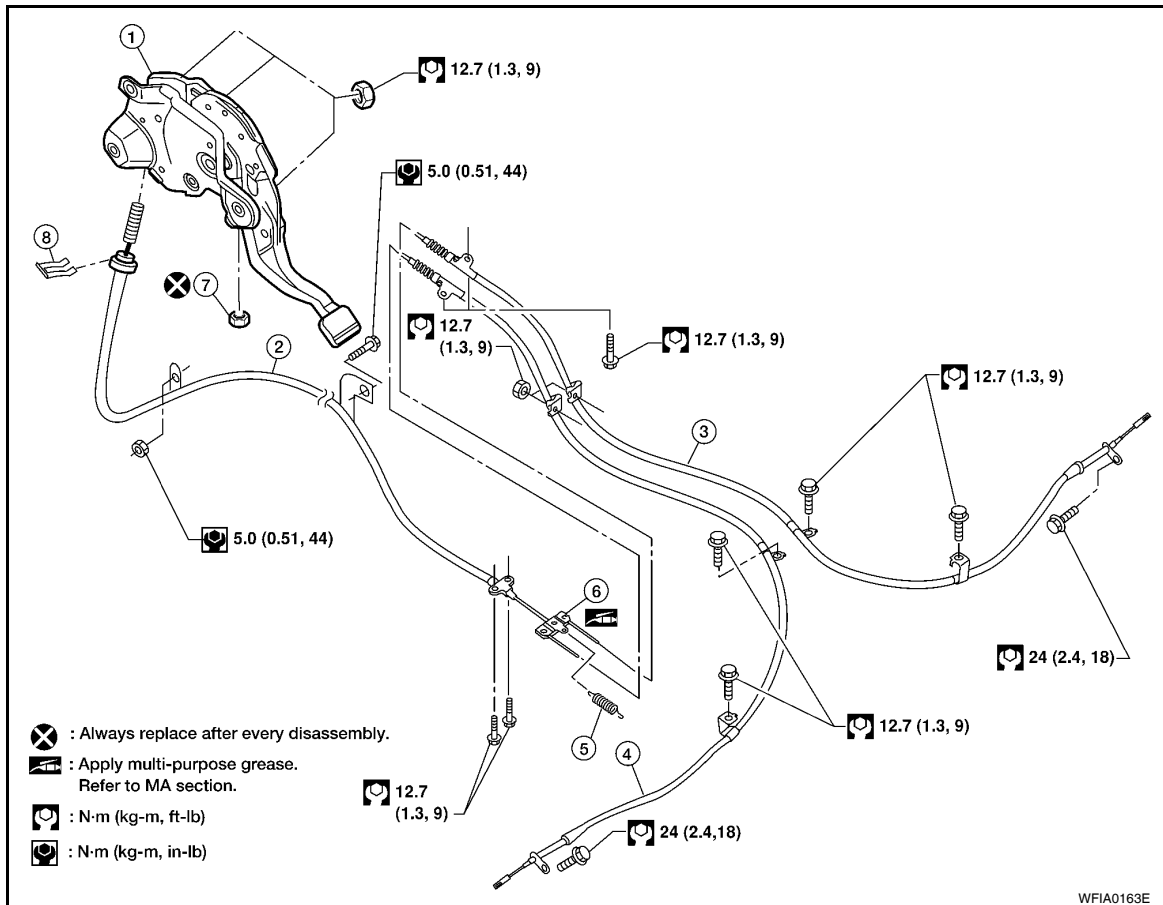 1
12.7 (1.3, 9)
5.0 (0.51, 44)
8
7
2
12.7
(1.3, 9)
12.7 (1.3, 9)
12.7 (1.3, 9)
3
5.0 (0.51, 44)
6
24 (2.4, 18)
5
12.7 (1.3, 9)
4
12.7
(1.3, 9)
24 (2.4,18)
: Always replace after every disassembly.
: Apply multi-purpose grease.
Refer to MA section.
: N·m (kg-m, ft-lb)
: N·m (kg-m, in-lb)
WFIA0163E